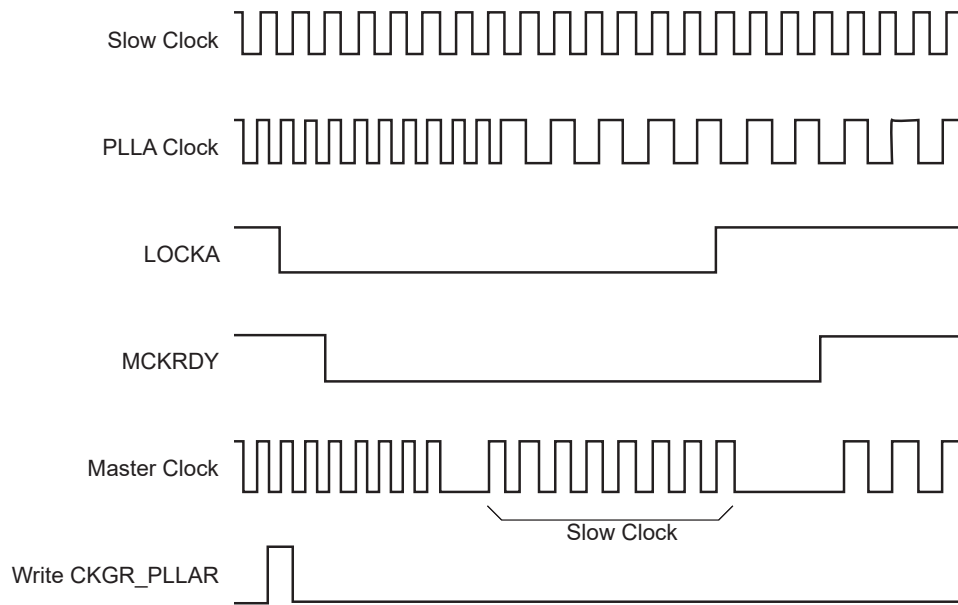 Slow Clock
PLLA Clock
LOCKA
MCKRDY
Master Clock
Slow Clock
Write CKGR_PLLAR